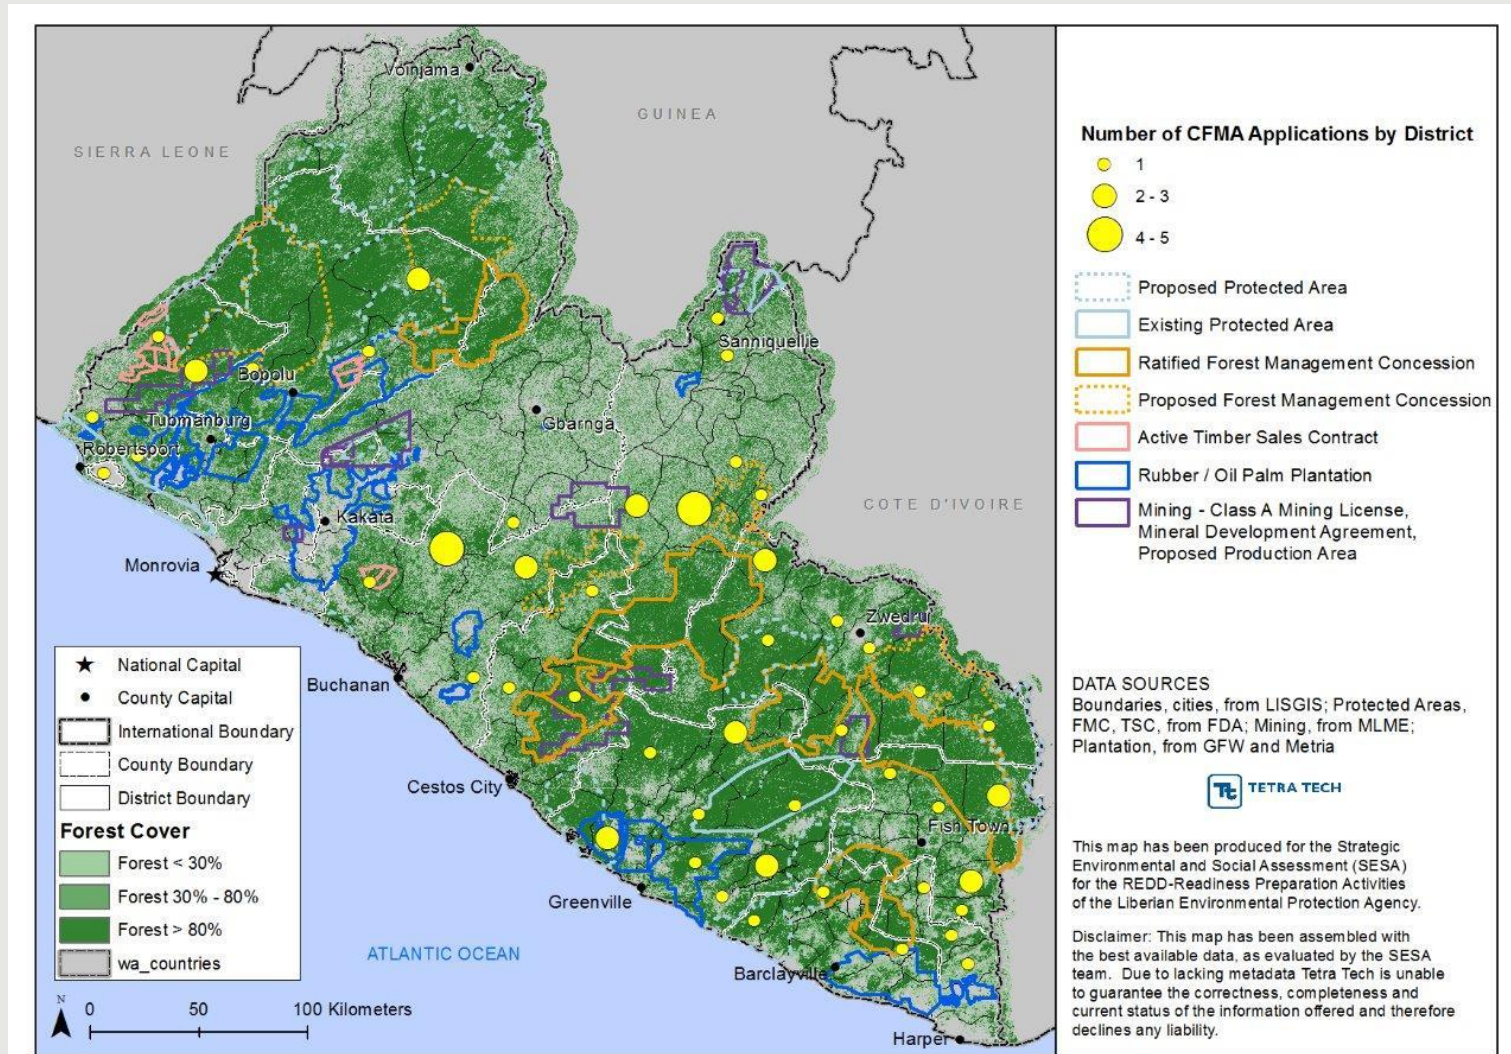 Voinjama
GUINEA
SIERRA LEONE
Sanniquellie
Bopolu
Gbarnga
Tubmanburg
Robertsport
COTE D'IVOIRE
Kakata
Monrovia
Zwedru
Buchanan
Cestos City
Fish Town
Greenville
ATLANTIC OCEAN
Barclayville
Harper
★ National Capital
• County Capital
International Boundary
County Boundary
District Boundary
Forest Cover
Forest < 30%
Forest 30% - 80%
Forest > 80%
wa_countries
N
0 50 100 Kilometers
Number of CFMA Applications by District
1
2 - 3
4 - 5
Proposed Protected Area
Existing Protected Area
Ratified Forest Management Concession
Proposed Forest Management Concession
Active Timber Sales Contract
Rubber / Oil Palm Plantation
Mining - Class A Mining License,
Mineral Development Agreement,
Proposed Production Area
DATA SOURCES
Boundaries, cities, from LISGIS; Protected Areas,
FMC, TSC, from FDA; Mining, from MLME;
Plantation, from GFW and Metria
Tt TETRA TECH
This map has been produced for the Strategic
Environmental and Social Assessment (SESA)
for the REDD-Readiness Preparation Activities
of the Liberian Environmental Protection Agency.
Disclaimer: This map has been assembled with
the best available data, as evaluated by the SESA
team. Due to lacking metadata Tetra Tech is unable
to guarantee the correctness, completeness and
current status of the information offered and therefore
declines any liability.